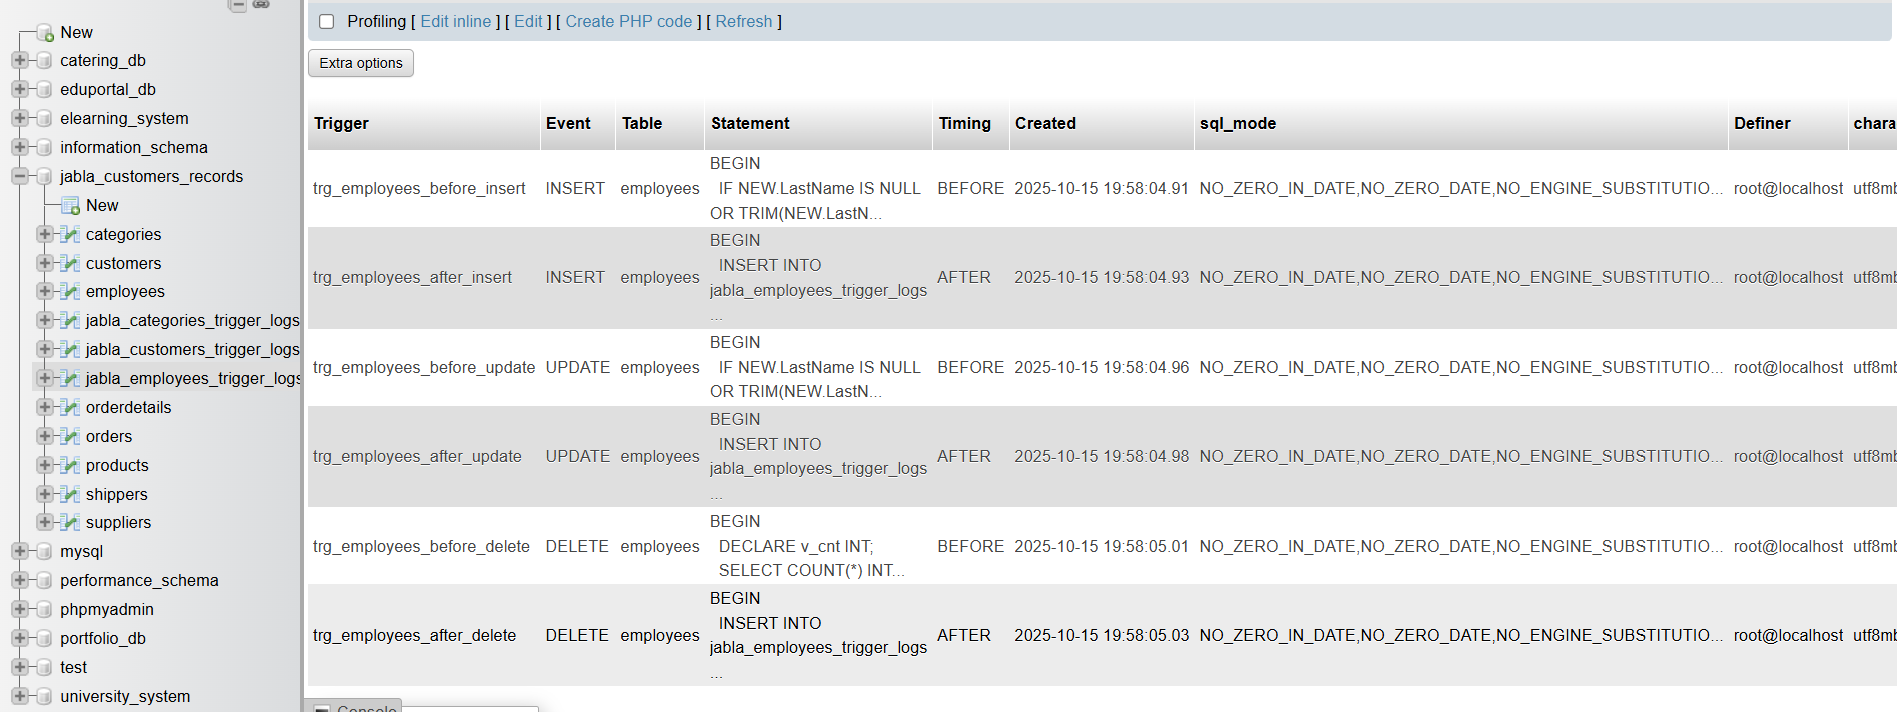 New
catering_db
eduportal_db
elearning_system
information_schema
jabla_customers_records
New
categories
customers
employees
jabla_categories_trigger_logs
jabla_customers_trigger_logs
jabla_employees_trigger_logs
orderdetails
orders
products
shippers
suppliers
mysql
performance_schema
phpmyadmin
portfolio_db
test
university_system
Profiling [ Edit inline ] [ Edit ] [ Create PHP code ] [ Refresh ]
Extra options
Trigger Event Table Statement Timing Created sql_mode Definer chara
BEGIN
trg_employees_before_insert INSERT employees IF NEW.LastName IS NULL BEFORE 2025-10-15 19:58:04.91 NO_ZERO_IN_DATE,NO_ZERO_DATE,NO_ENGINE_SUBSTITUTIO... root@localhost utf8mb
OR TRIM(NEW.LastN...
BEGIN
INSERT INTO
trg_employees_after_insert INSERT employees jabla_employees_trigger_logs AFTER 2025-10-15 19:58:04.93 NO_ZERO_IN_DATE,NO_ZERO_DATE,NO_ENGINE_SUBSTITUTIO... root@localhost utf8mb
...
BEGIN
trg_employees_before_update UPDATE employees IF NEW.LastName IS NULL BEFORE 2025-10-15 19:58:04.96 NO_ZERO_IN_DATE,NO_ZERO_DATE,NO_ENGINE_SUBSTITUTIO... root@localhost utf8mb
OR TRIM(NEW.LastN...
BEGIN
INSERT INTO
trg_employees_after_update UPDATE employees jabla_employees_trigger_logs AFTER 2025-10-15 19:58:04.98 NO_ZERO_IN_DATE,NO_ZERO_DATE,NO_ENGINE_SUBSTITUTIO... root@localhost utf8mb
...
BEGIN
trg_employees_before_delete DELETE employees DECLARE v_cnt INT; BEFORE 2025-10-15 19:58:05.01 NO_ZERO_IN_DATE,NO_ZERO_DATE,NO_ENGINE_SUBSTITUTIO... root@localhost utf8mb
SELECT COUNT(*) INT...
BEGIN
INSERT INTO
trg_employees_after_delete DELETE employees jabla_employees_trigger_logs AFTER 2025-10-15 19:58:05.03 NO_ZERO_IN_DATE,NO_ZERO_DATE,NO_ENGINE_SUBSTITUTIO... root@localhost utf8mb
...
Console